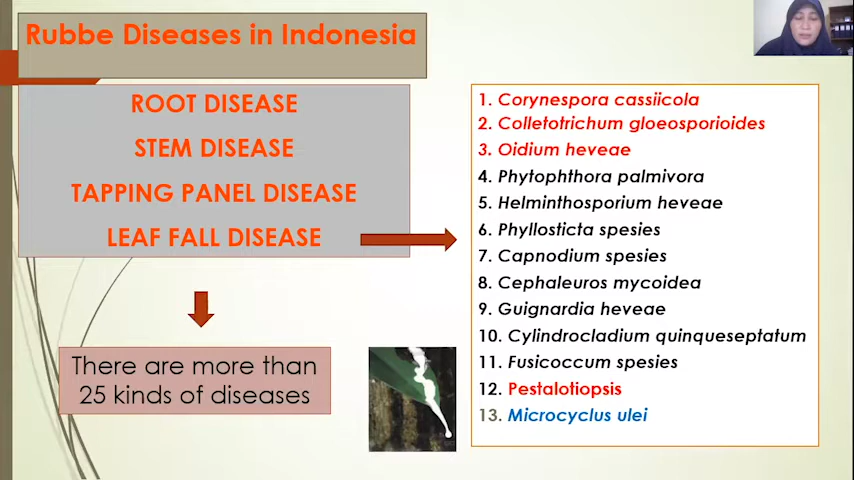 Rubbe Diseases in Indonesia
ROOT DISEASE
STEM DISEASE
TAPPING PANEL DISEASE
LEAF FALL DISEASE
There are more than
25 kinds of diseases
1. Corynespora cassiicola
2. Colletotrichum gloeosporioides
3. Oidium heveae
4. Phytophthora palmivora
5. Helminthosporium heveae
6. Phyllosticta spesies
7. Capnodium spesies
8. Cephaleuros mycoidea
9. Guignardia heveae
10. Cylindrocladium quinqueseptatum
11. Fusicoccum spesies
12. Pestalotiopsis
13. Microcyclus ulei